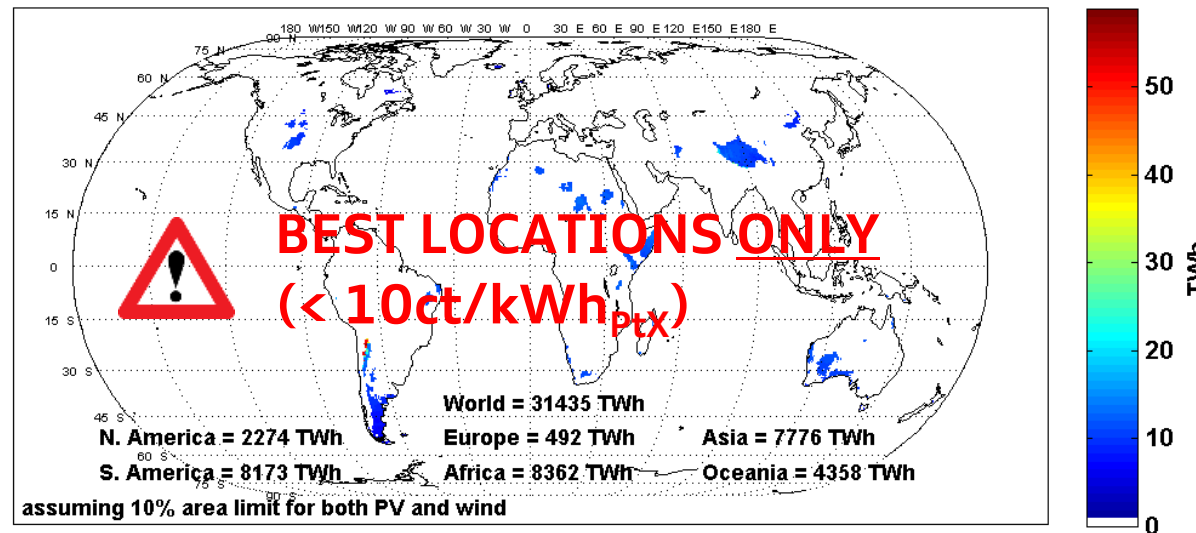 180 W150 W120 W 90 W 60 W 30 W 0 30 E 60 E 90 E120 E150 E180 E
90 N
75 N
60 N
45 N
30 N
15 N
0
15 S
30 S
45 S
60 S
75 S
90 S
BEST LOCATIONS ONLY
(< 10ct/kWhPtX)
World = 31435 TWh
N. America = 2274 TWh Europe = 492 TWh Asia = 7776 TWh
S. America = 8173 TWh Africa = 8362 TWh Oceania = 4358 TWh
assuming 10% area limit for both PV and wind
50
40
30
20
10
0
TWh